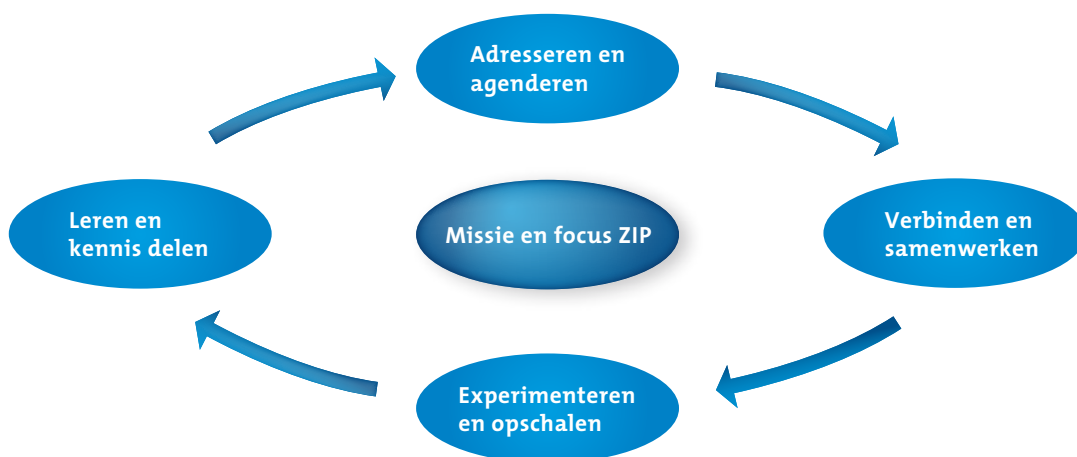 Adresseren en
agenderen
Leren en
kennis delen
Missie en focus ZIP
Verbinden en
samenwerken
Experimenteren
en opschalen